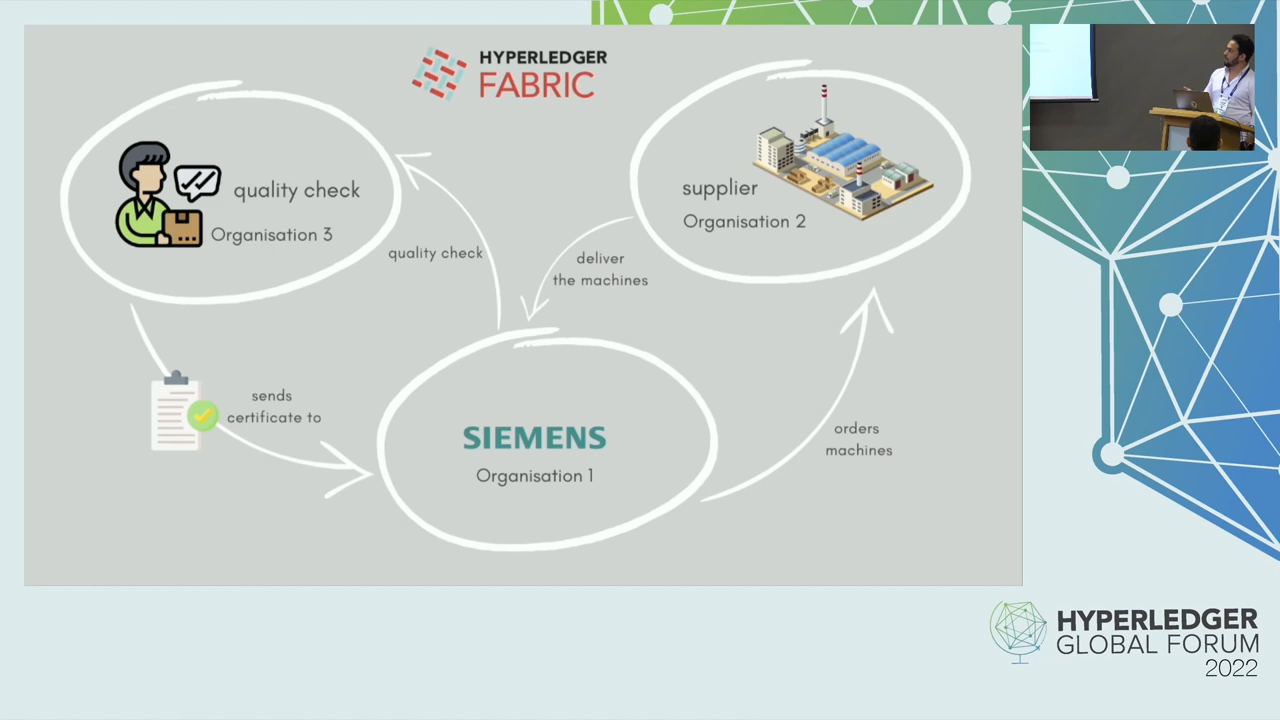 HYPERLEDGER
FABRIC
quality check
Organisation 3
supplier
Organisation 2
quality check
deliver
the machines
sends
certificate to
SIEMENS
Organisation 1
orders
machines
HYPERLEDGER
GLOBAL FORUM
2022